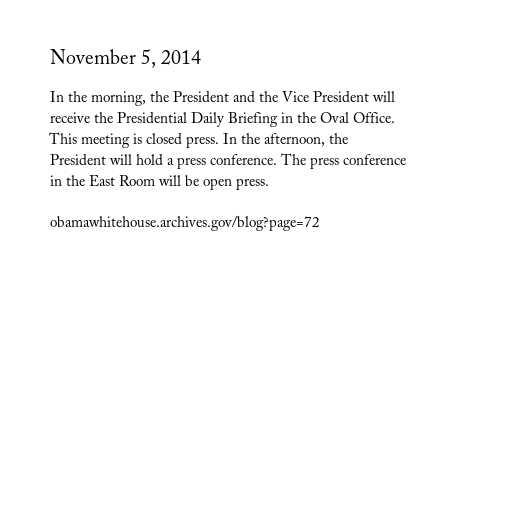 November 5, 2014
In the morning, the President and the Vice President will
receive the Presidential Daily Briefing in the Oval Office.
This meeting is closed press. In the afternoon, the
President will hold a press conference. The press conference
in the East Room will be open press.
obamawhitehouse.archives.gov/blog?page=72